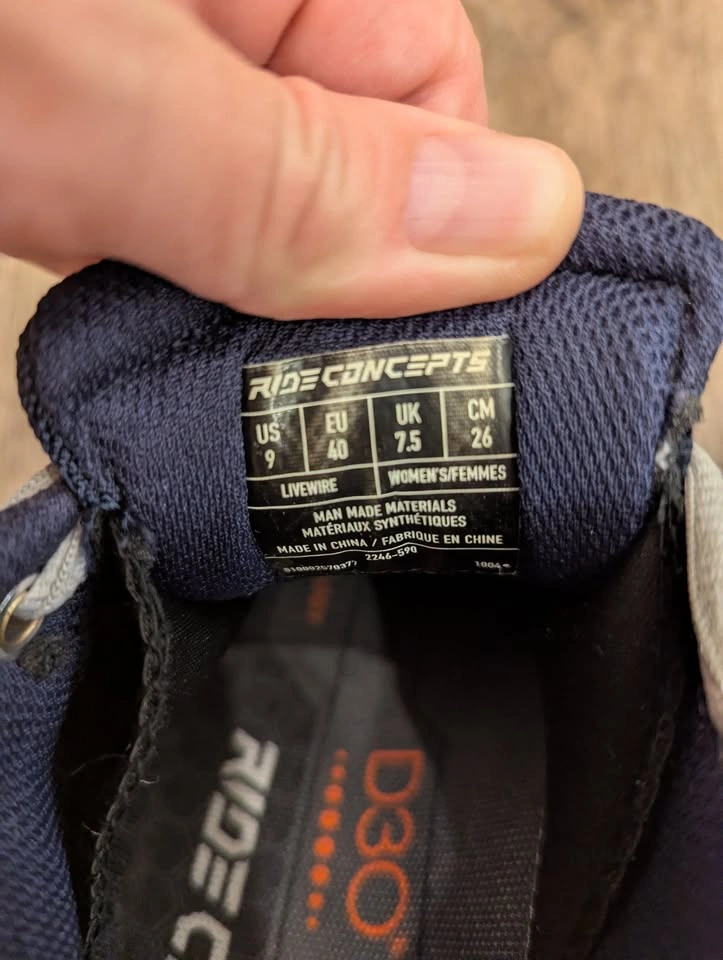 RIDE CONCEPTS
US EU UK CM
9 40 7.5 26
LIVEWIRE WOMEN'S/FEMMES
MAN MADE MATERIALS
MATÉRIAUX SYNTHÉTIQUES
MADE IN CHINA / FABRIQUE EN CHINE
2246-590
RIDE C
D3O